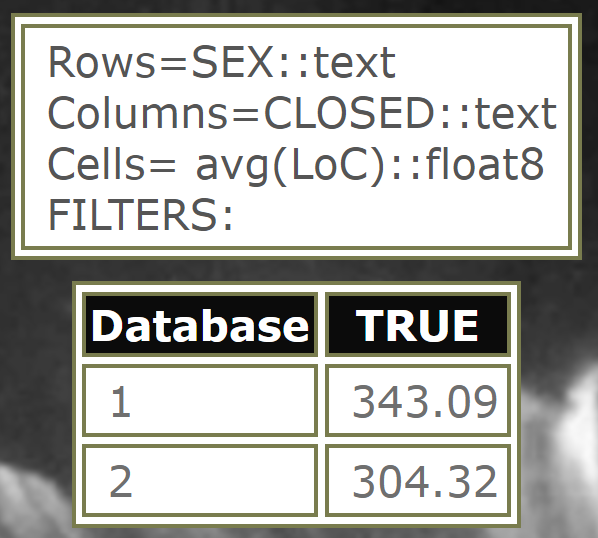 Rows=SEX::text
Columns=CLOSED::text
Cells= avg(LoC)::float8
FILTERS:
Database TRUE
1 343.09
2 304.32